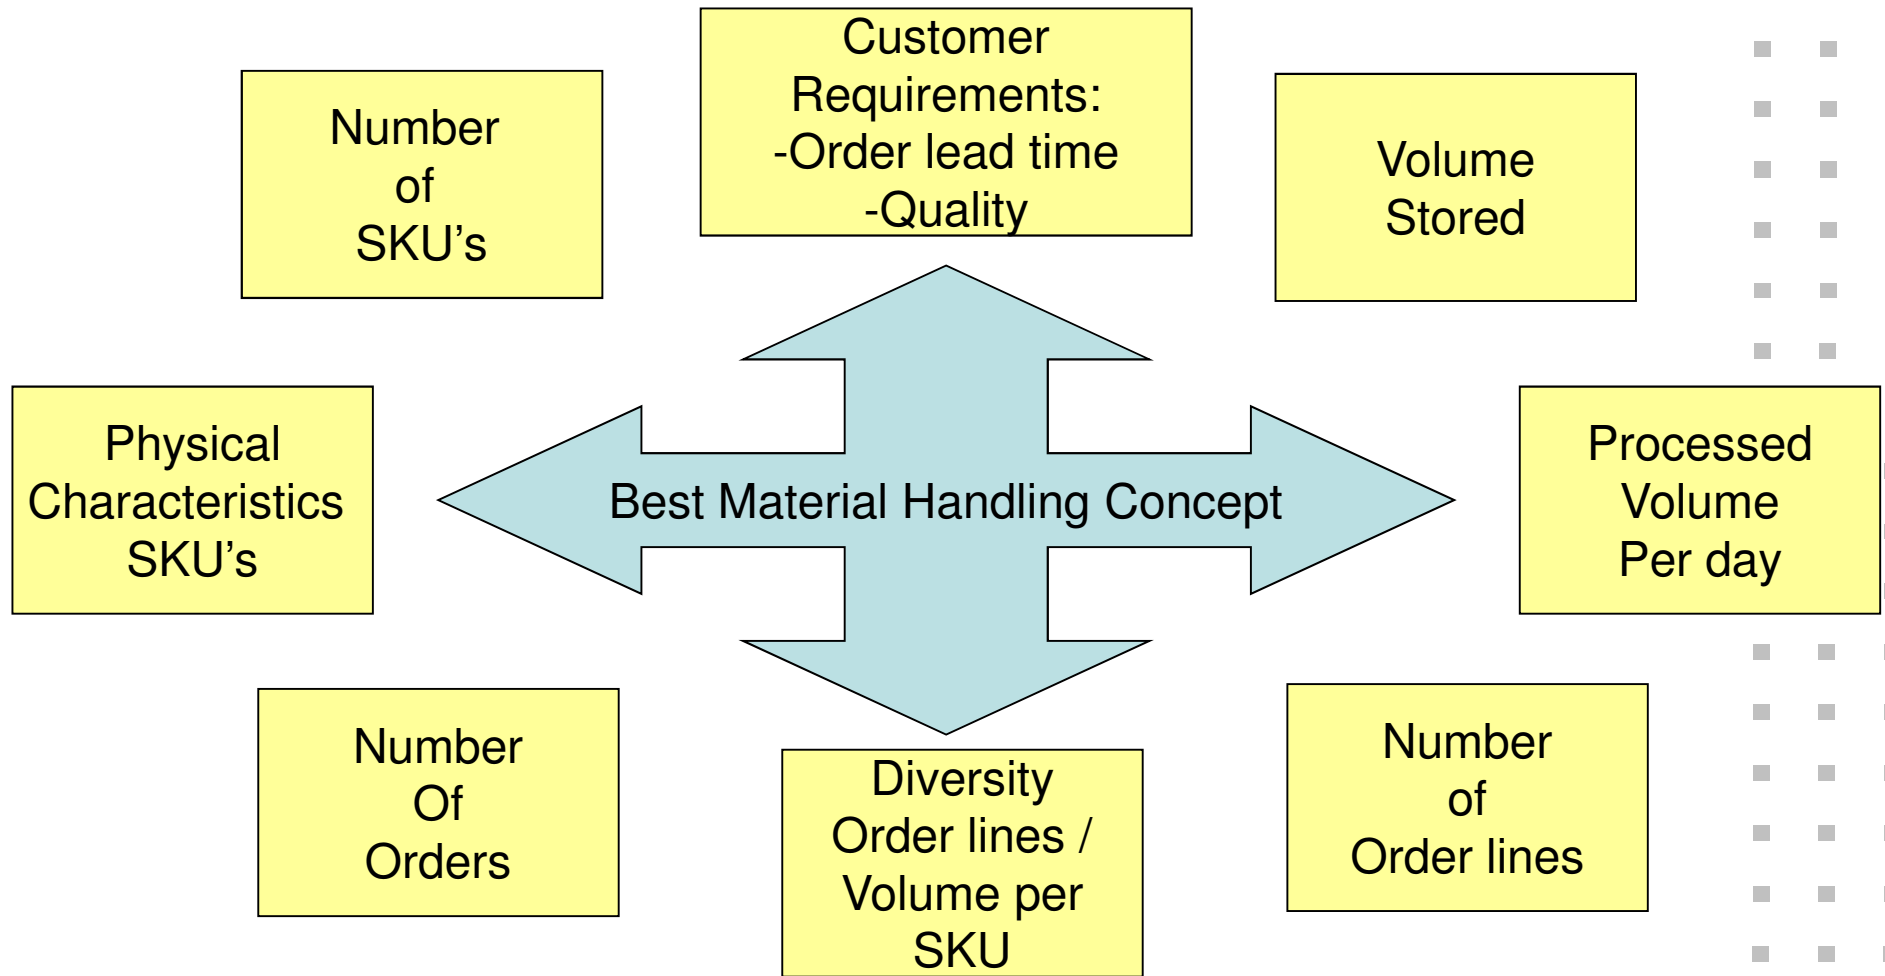 Customer
Requirements:
-Order lead time
-Quality
Number
of
SKU's
Volume
Stored
Physical
Characteristics
SKU's
Best Material Handling Concept
Processed
Volume
Per day
Number
Of
Orders
Diversity
Order lines /
Volume per
SKU
Number
of
Order lines